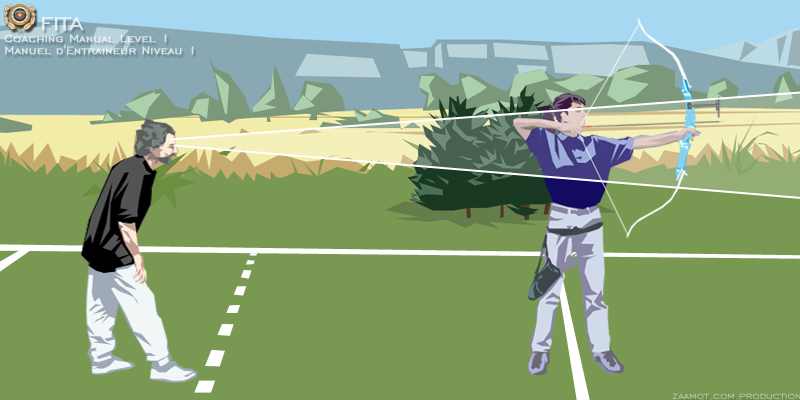 FITA
Coaching Manual Level 1
Manuel d'Entraineur Niveau 1
ZAAMOT.COM PRODUCTION